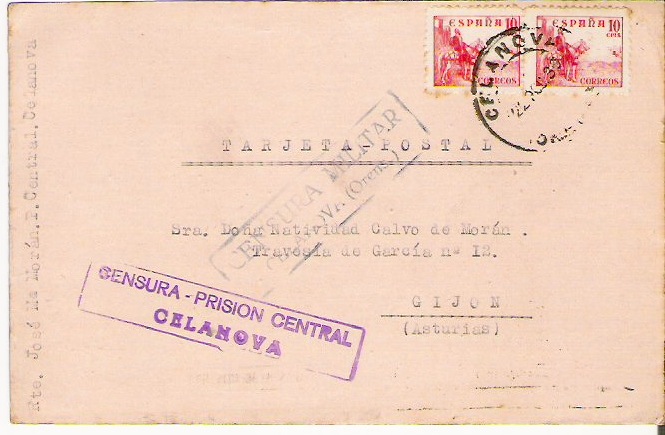 ESPAÑA 10
CORREOS
ESPAÑA 10
CTS
CORREOS
CELANOVA
TARJETA-POSTAL
CENSURA MILITAR
(Orense)
Sra. Doña Natividad Calvo de Morán .
Travesía de García nº 12.
GIJON
(Asturias)
CENSURA - PRISION CENTRAL
CELANOVA
Rte. José Mª Morán.P.Central.Celanova